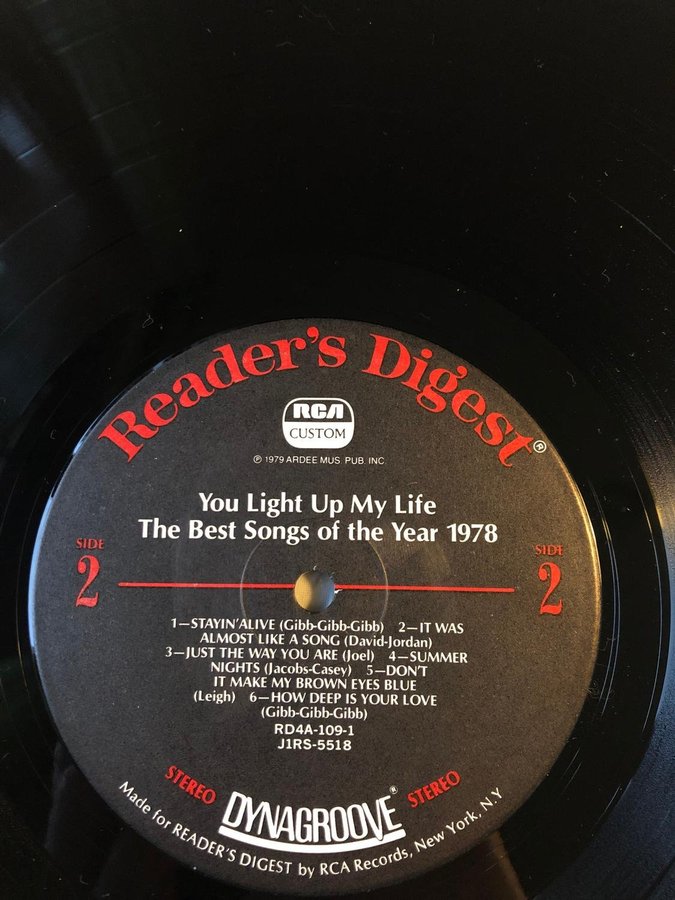 Reader's Digest®
RCA
CUSTOM
℗ 1979 ARDEE MUS. PUB. INC.
You Light Up My Life
The Best Songs of the Year 1978
SIDE
2
SIDE
2
1—STAYIN'ALIVE (Gibb-Gibb-Gibb) 2—IT WAS
ALMOST LIKE A SONG (David-Jordan)
3—JUST THE WAY YOU ARE (Joel) 4—SUMMER
NIGHTS (Jacobs-Casey) 5—DON'T
IT MAKE MY BROWN EYES BLUE
(Leigh) 6—HOW DEEP IS YOUR LOVE
(Gibb-Gibb-Gibb)
RD4A-109-1
J1RS-5518
STEREO DYNAGROOVE® STEREO
Made for READER'S DIGEST by RCA Records, New York, N.Y